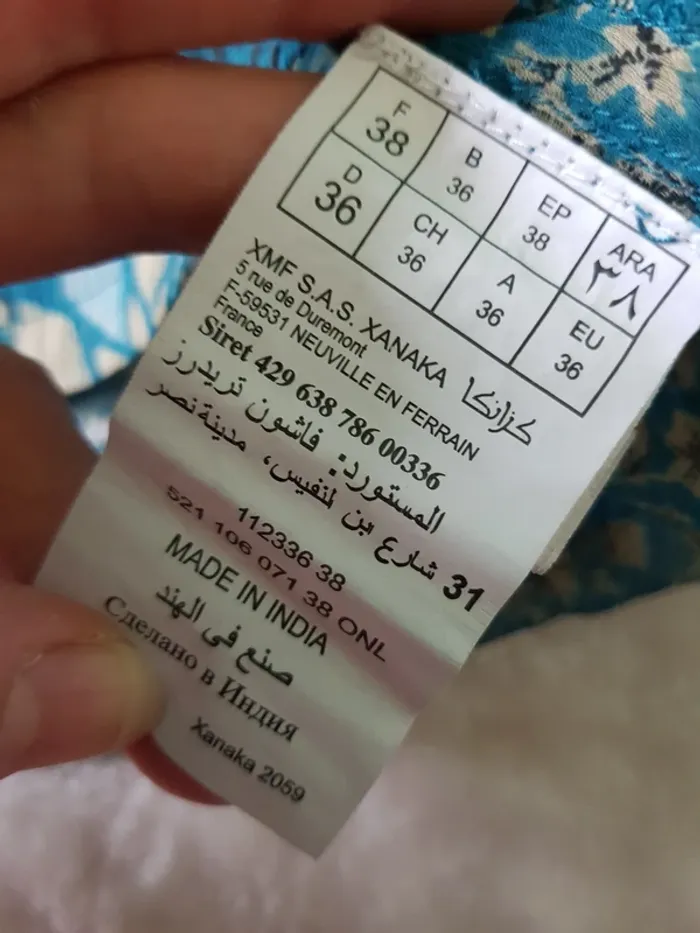 F 38
B 36
EP 38
ARA ٣٨
D 36
CH 36
A 36
EU 36
XMF S.A.S. XANAKA كزانكا
5 rue de Duremont
F-59531 NEUVILLE EN FERRAIN
France
Siret 429 638 786 00336
المستورد: فاشون تريدرز
31 شارع بن لمنفيس، مدينة نصر
112336 38
521 106 071 38 ONL
MADE IN INDIA
صنع في الهند
Сделано в Индия
Xanaka 2059